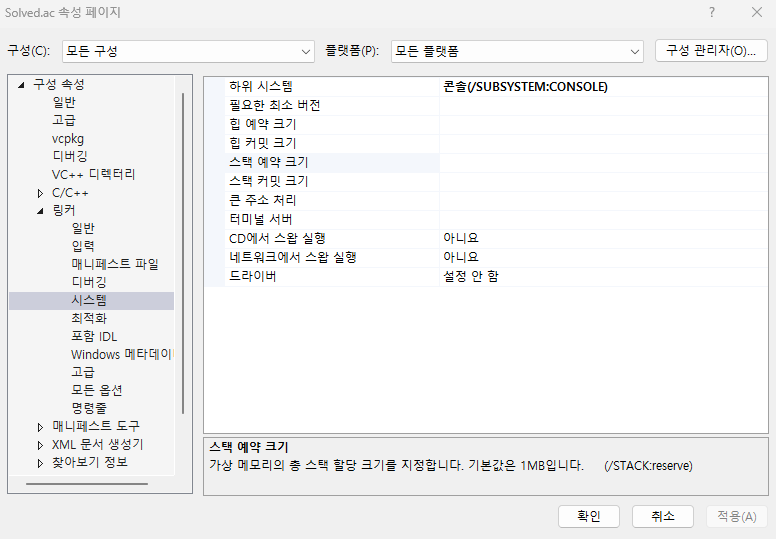 Solved.ac 속성 페이지
구성(C): 모든 구성 플랫폼(P): 모든 플랫폼 구성 관리자(O)...
구성 속성
일반
고급
vcpkg
디버깅
VC++ 디렉터리
C/C++
링커
일반
입력
매니페스트 파일
디버깅
시스템
최적화
포함 IDL
Windows 메타데이
고급
모든 옵션
명령줄
매니페스트 도구
XML 문서 생성기
찾아보기 정보
하위 시스템 콘솔(/SUBSYSTEM:CONSOLE)
필요한 최소 버전
힙 예약 크기
힙 커밋 크기
스택 예약 크기
스택 커밋 크기
큰 주소 처리
터미널 서버
CD에서 스왑 실행 아니요
네트워크에서 스왑 실행 아니요
드라이버 설정 안 함
스택 예약 크기
가상 메모리의 총 스택 할당 크기를 지정합니다. 기본값은 1MB입니다. (/STACK:reserve)
확인 취소 적용(A)